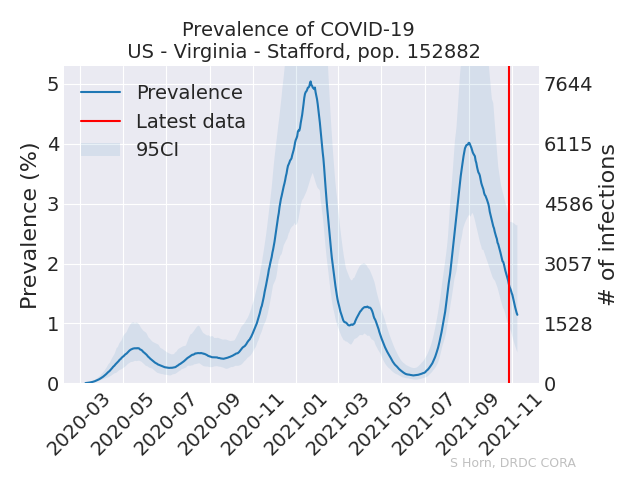 Prevalence of COVID-19
US - Virginia - Stafford, pop. 152882
Prevalence
Latest data
95CI
Prevalence (%)
5
4
3
2
1
0
7644
6115
4586
3057
1528
0
# of infections
2020-03
2020-05
2020-07
2020-09
2020-11
2021-01
2021-03
2021-05
2021-07
2021-09
2021-11
S Horn, DRDC CORA